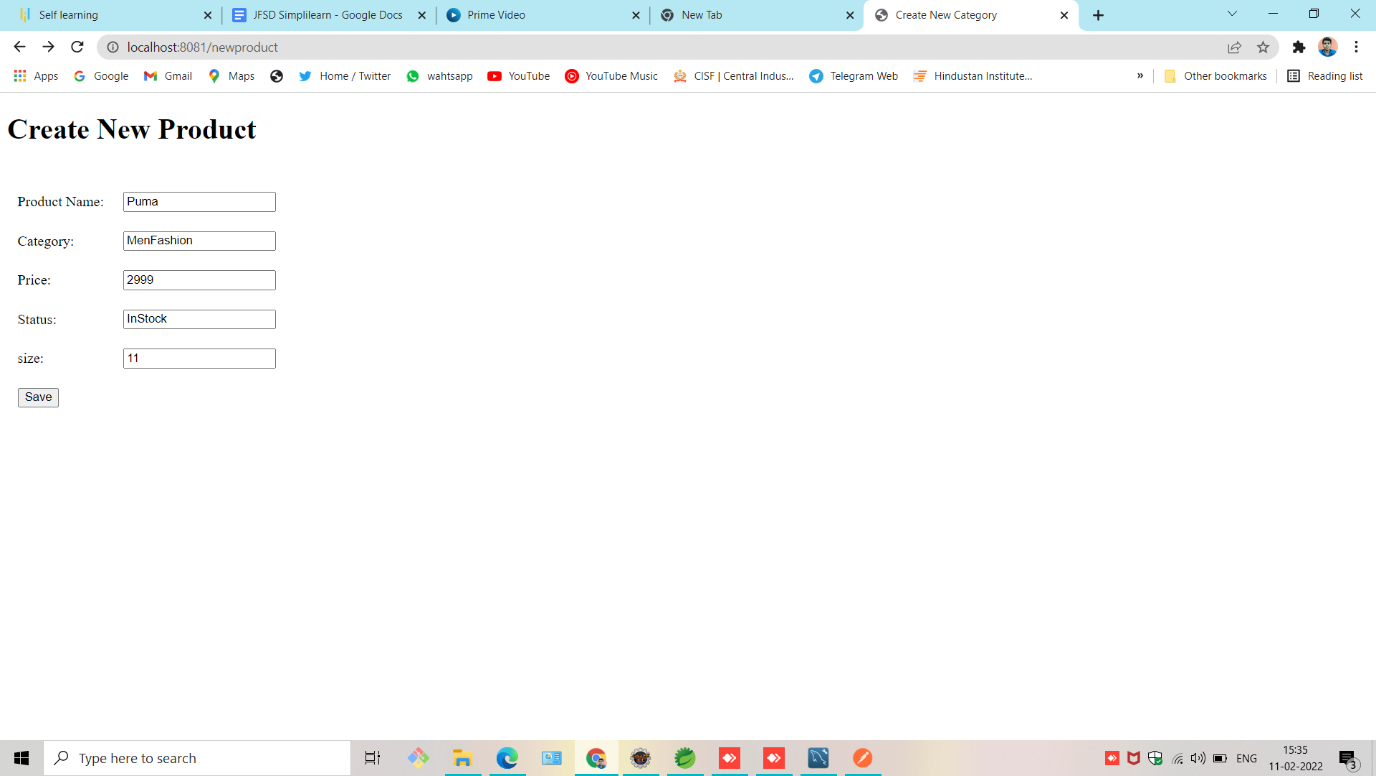 Self learning
JFSD Simplilearn - Google Docs
Prime Video
New Tab
Create New Category
localhost:8081/newproduct
Apps
Google
Gmail
Maps
Home / Twitter
wahtsapp
YouTube
YouTube Music
CISF | Central Indus...
Telegram Web
Hindustan Institute...
»
Other bookmarks
Reading list
Create New Product
Product Name: Puma
Category: MenFashion
Price: 2999
Status: InStock
size: 11
Save
Type here to search
ENG
15:35
11-02-2022
3